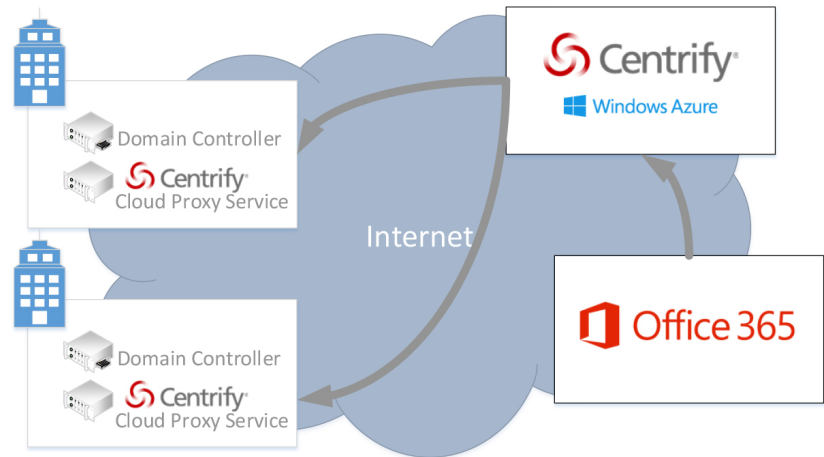 Centrify®
Windows Azure
Domain Controller
Centrify®
Cloud Proxy Service
Internet
Office 365
Domain Controller
Centrify®
Cloud Proxy Service